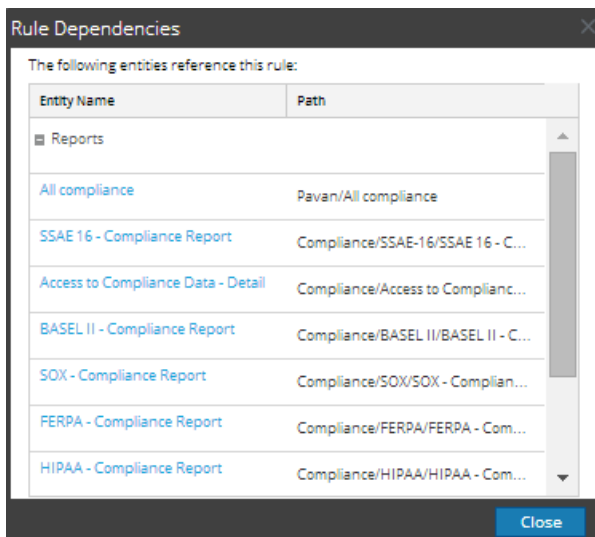 Rule Dependencies
The following entities reference this rule:
Entity Name Path
Reports
All compliance Pavan/All compliance
SSAE 16 - Compliance Report Compliance/SSAE-16/SSAE 16 - C...
Access to Compliance Data - Detail Compliance/Access to Complianc...
BASEL II - Compliance Report Compliance/BASEL II/BASEL II - C...
SOX - Compliance Report Compliance/SOX/SOX - Complian...
FERPA - Compliance Report Compliance/FERPA/FERPA - Com...
HIPAA - Compliance Report Compliance/HIPAA/HIPAA - Com...
Close